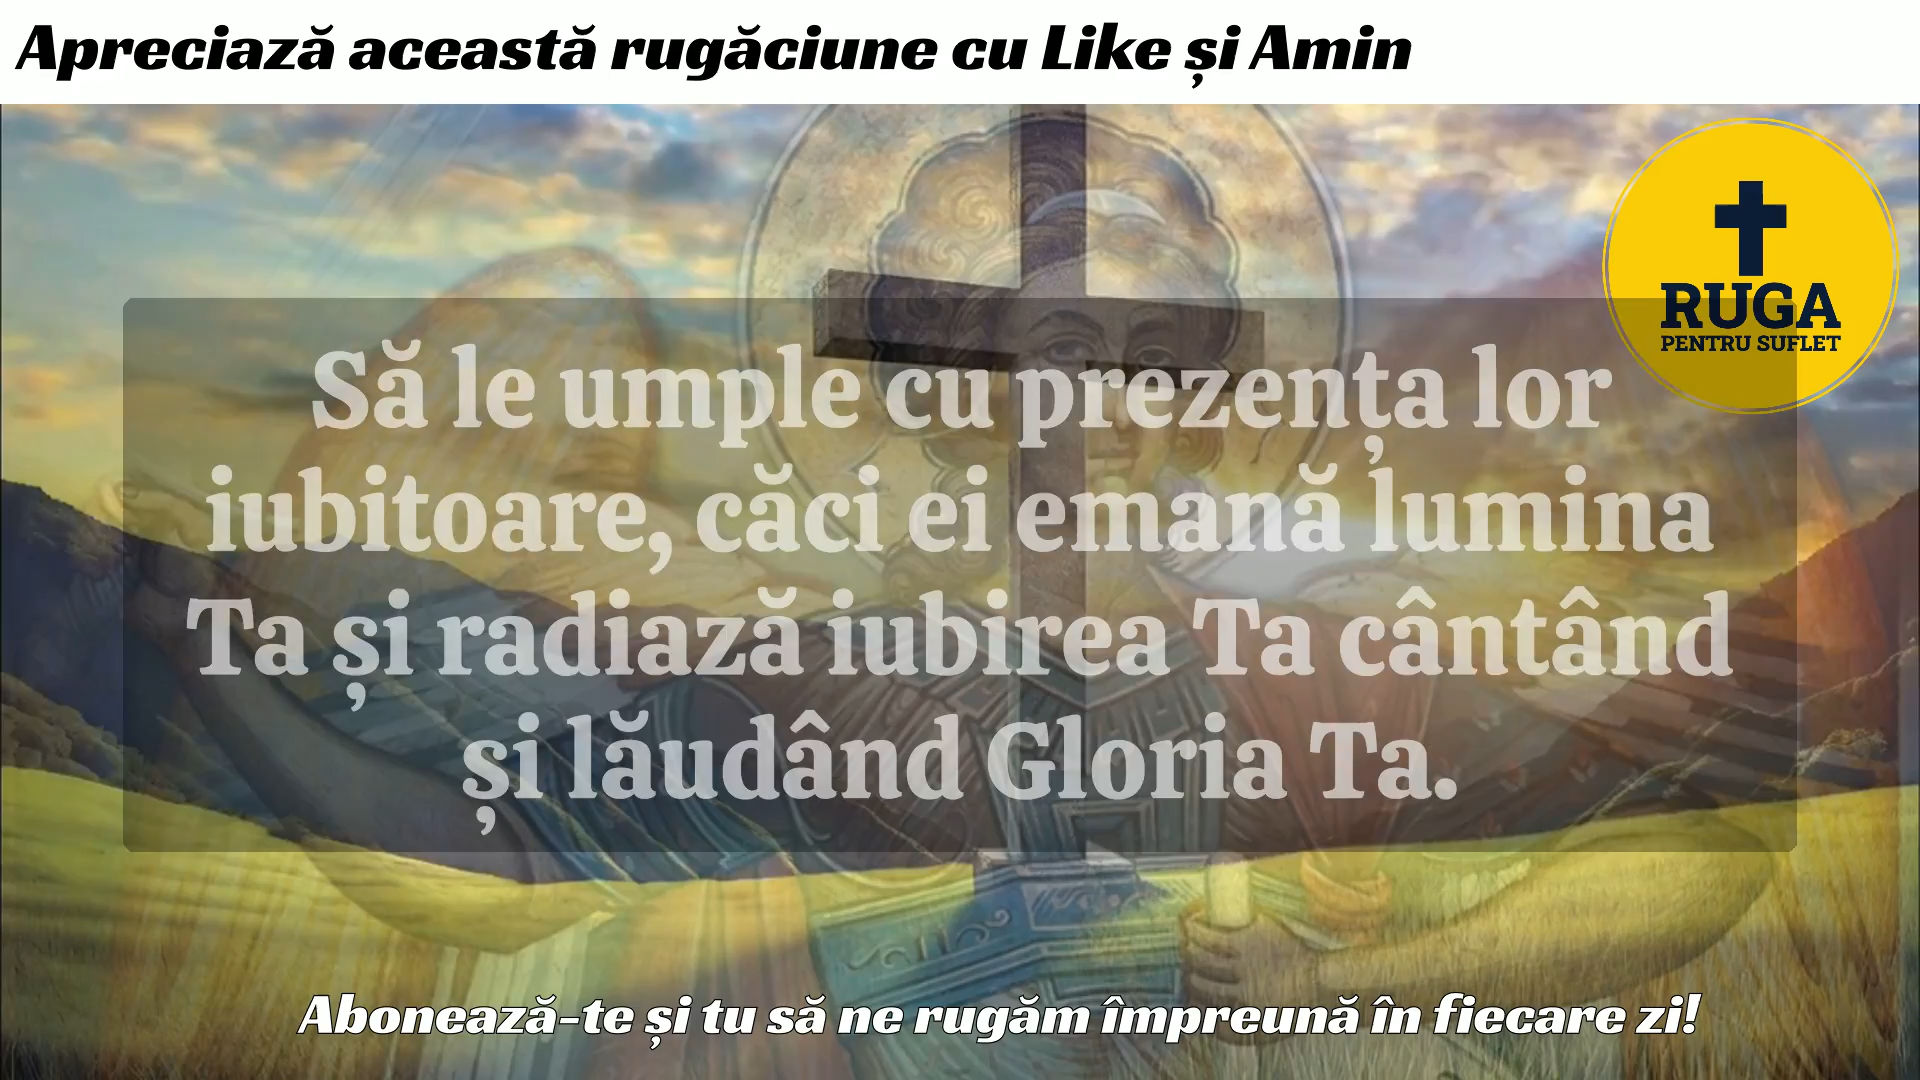 Apreciază această rugăciune cu Like și Amin
RUGA
PENTRU SUFLET
Să le umple cu prezența lor
iubitoare, căci ei emană lumina
Ta și radiază iubirea Ta cântând
și lăudând Gloria Ta.
Abonează-te și tu să ne rugăm împreună în fiecare zi!